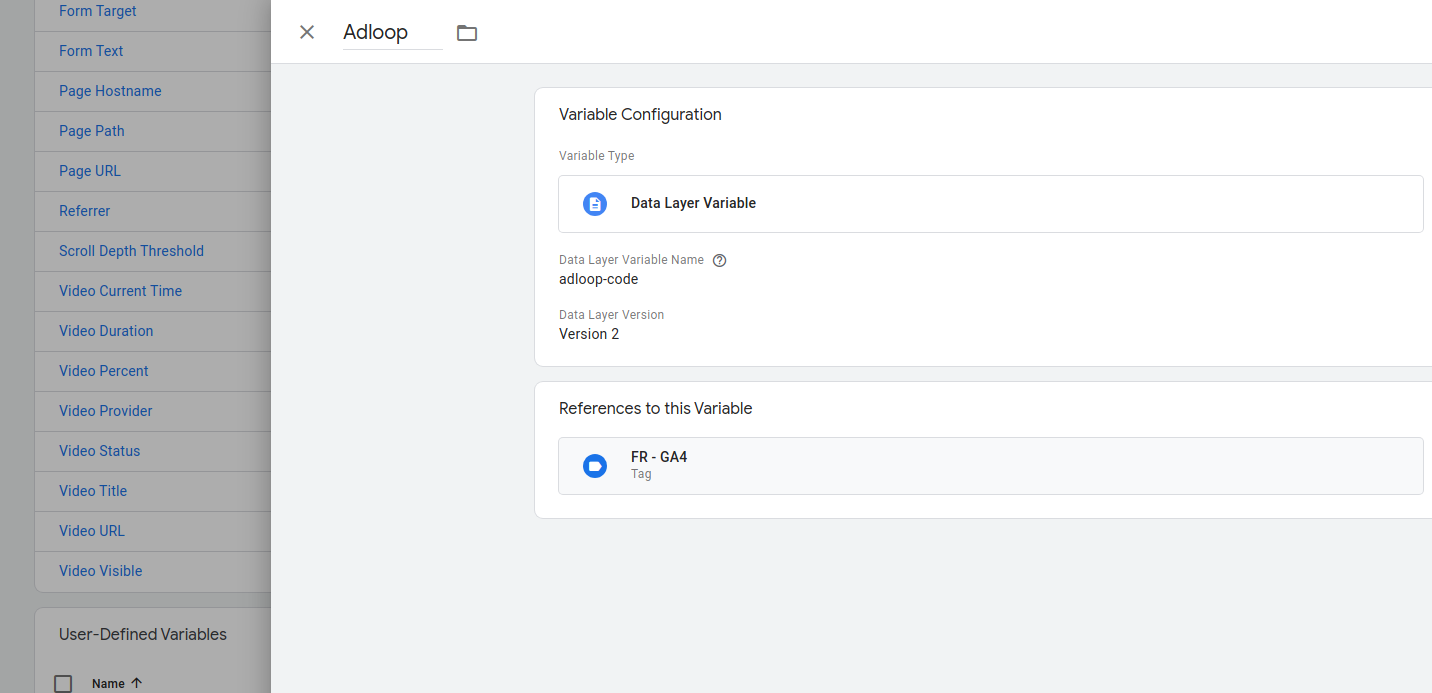 Form Target
Form Text
Page Hostname
Page Path
Page URL
Referrer
Scroll Depth Threshold
Video Current Time
Video Duration
Video Percent
Video Provider
Video Status
Video Title
Video URL
Video Visible
User-Defined Variables
Name
Adloop
Variable Configuration
Variable Type
Data Layer Variable
Data Layer Variable Name
adloop-code
Data Layer Version
Version 2
References to this Variable
FR - GA4
Tag